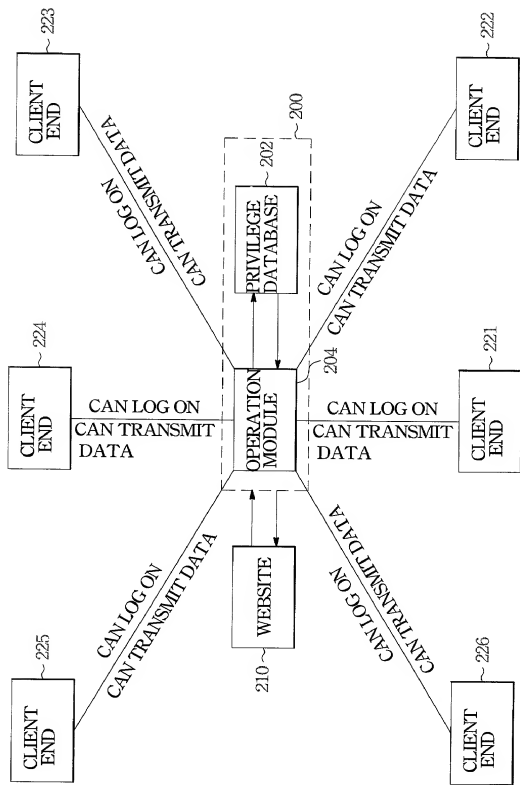 225
CLIENT
END
224
CLIENT
END
223
CLIENT
END
CAN LOG ON
CAN TRANSMIT DATA
CAN LOG ON
CAN TRANSMIT
DATA
CAN LOG ON
CAN TRANSMIT DATA
210
WEBSITE
OPERATION
MODULE
204
PRIVILEGE
DATABASE
202
200
CAN LOG ON
CAN TRANSMIT DATA
CAN LOG ON
CAN TRANSMIT
DATA
CAN LOG ON
CAN TRANSMIT DATA
226
CLIENT
END
221
CLIENT
END
222
CLIENT
END